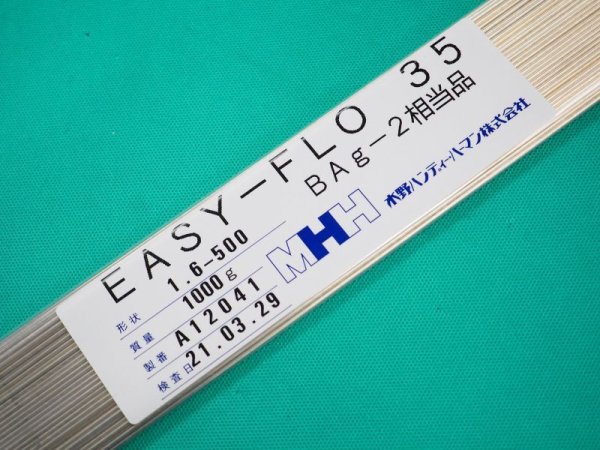 EASY-FLO 35
BAg-2相当品
形状 1.6-500
質量 1000g
製番 A12041
検査日 21.03.29
MHH 水野ハンディーハーマン株式会社